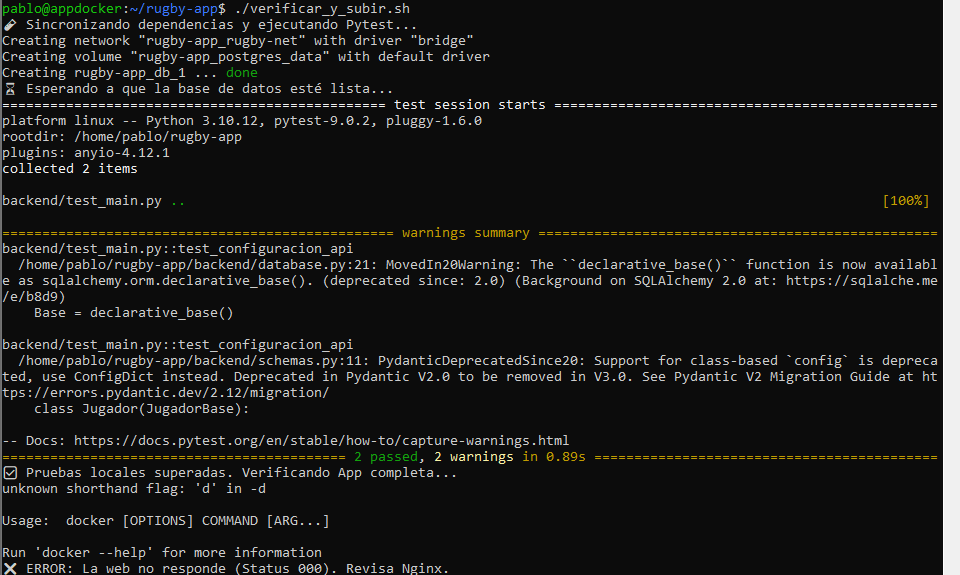 pablo@appdocker:~/rugby-app$ ./verificar_y_subir.sh
🧪 Sincronizando dependencias y ejecutando Pytest...
Creating network "rugby-app_rugby-net" with driver "bridge"
Creating volume "rugby-app_postgres_data" with default driver
Creating rugby-app_db_1 ... done
⏳ Esperando a que la base de datos esté lista...
================================================ test session starts ================================================
platform linux -- Python 3.10.12, pytest-9.0.2, pluggy-1.6.0
rootdir: /home/pablo/rugby-app
plugins: anyio-4.12.1
collected 2 items
backend/test_main.py .. [100%]
================================================= warnings summary ==================================================
backend/test_main.py::test_configuracion_api
  /home/pablo/rugby-app/backend/database.py:21: MovedIn20Warning: The ``declarative_base()`` function is now availabl
e as sqlalchemy.orm.declarative_base(). (deprecated since: 2.0) (Background on SQLAlchemy 2.0 at: https://sqlalche.me
/e/b8d9)
    Base = declarative_base()
backend/test_main.py::test_configuracion_api
  /home/pablo/rugby-app/backend/schemas.py:11: PydanticDeprecatedSince20: Support for class-based `config` is depreca
ted, use ConfigDict instead. Deprecated in Pydantic V2.0 to be removed in V3.0. See Pydantic V2 Migration Guide at ht
tps://errors.pydantic.dev/2.12/migration/
    class Jugador(JugadorBase):
-- Docs: https://docs.pytest.org/en/stable/how-to/capture-warnings.html
=========================================== 2 passed, 2 warnings in 0.89s ===========================================
✅ Pruebas locales superadas. Verificando App completa...
unknown shorthand flag: 'd' in -d
Usage:  docker [OPTIONS] COMMAND [ARG...]
Run 'docker --help' for more information
❌ ERROR: La web no responde (Status 000). Revisa Nginx.